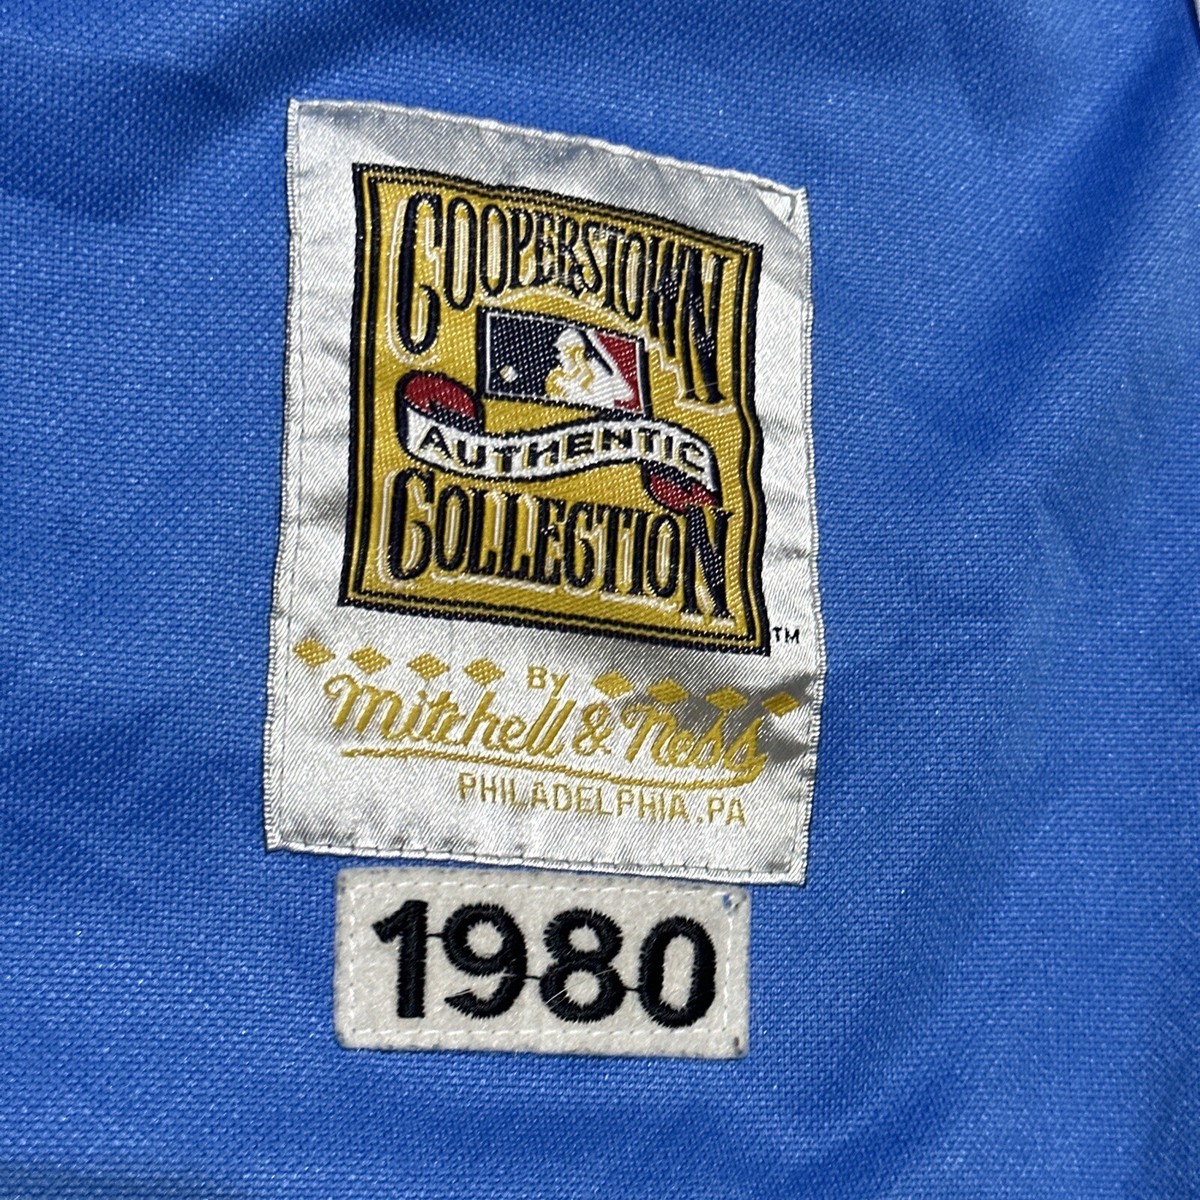 COOPERSTOWN
AUTHENTIC
COLLECTION
TM
By
Mitchell & Ness
PHILADELPHIA.PA
1980